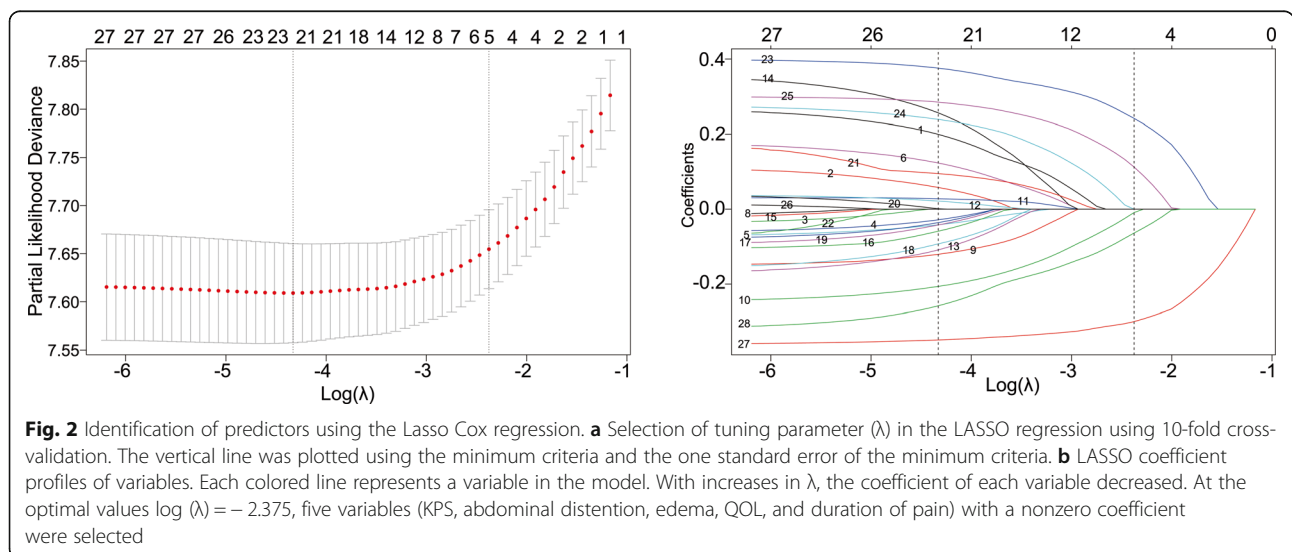 27 27 27 27 26 23 23 21 21 18 14 12 8 7 6 5 4 4 2 2 1 1
7.85
7.80
7.75
7.70
7.65
7.60
7.55
Partial Likelihood Deviance
-6 -5 -4 -3 -2 -1
Log(λ)
27 26 21 12 4 0
0.4
0.2
0.0
-0.2
Coefficients
23
14
25
24
1
6
21
2
20
12
11
26
8
15
3
22
4
5
17
19
16
18
13
9
10
28
27
-6 -5 -4 -3 -2 -1
Log(λ)
Fig. 2 Identification of predictors using the Lasso Cox regression. a Selection of tuning parameter (λ) in the LASSO regression using 10-fold cross-
validation. The vertical line was plotted using the minimum criteria and the one standard error of the minimum criteria. b LASSO coefficient
profiles of variables. Each colored line represents a variable in the model. With increases in λ, the coefficient of each variable decreased. At the
optimal values log (λ) = − 2.375, five variables (KPS, abdominal distention, edema, QOL, and duration of pain) with a nonzero coefficient
were selected